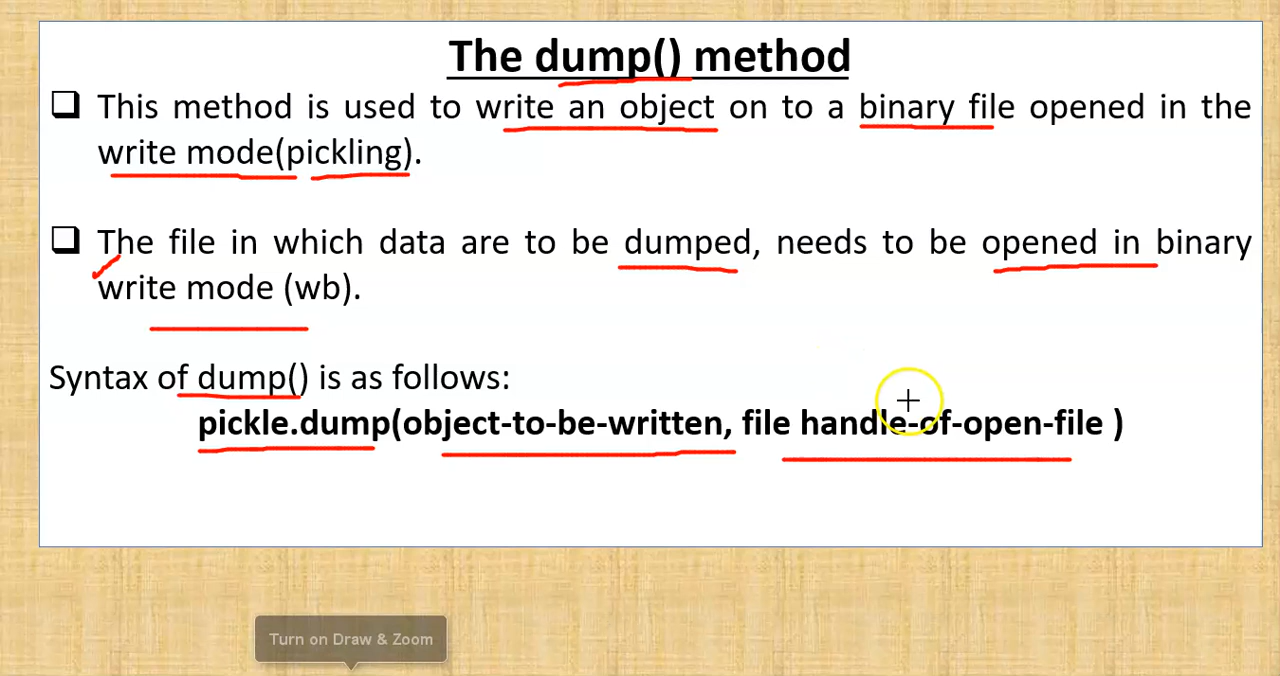 The dump() method
❑ This method is used to write an object on to a binary file opened in the
write mode(pickling).
❑ The file in which data are to be dumped, needs to be opened in binary
write mode (wb).
Syntax of dump() is as follows:
pickle.dump(object-to-be-written, file handle-of-open-file )
Turn on Draw & Zoom